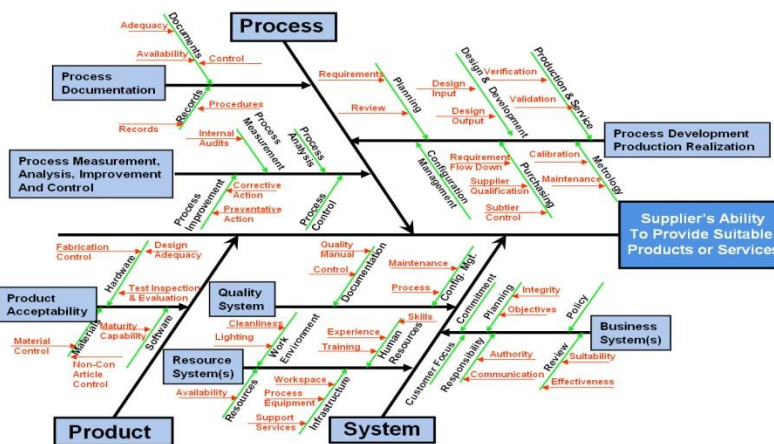 Process
Adequacy
Documents
Availability
Control
Process
Documentation
Records
Procedures
Records
Requirements
Planning
Review
Configuration
Management
Design
Input
Design & Development
Design
Output
Verification
Production & Service
Validation
Process Development
Production Realization
Requirement
Flow Down
Supplier
Qualification
Purchasing
Subtier
Control
Calibration
Maintenance
Metrology
Process Measurement,
Analysis, Improvement
And Control
Internal
Audits
Process
Measurement
Process
Analysis
Process
Improvement
Corrective
Action
Preventative
Action
Process
Control
Supplier's Ability
To Provide Suitable
Products or Services
Fabrication
Control
Design
Adequacy
Hardware
Test Inspection
& Evaluation
Product
Acceptability
Materials
Maturity
Capability
Software
Material
Control
Non-Con
Article
Control
Product
Quality
Manual
Control
Documentation
Maintenance
Process
Config. Mgt.
Quality
System
Cleanliness
Lighting
Work
Environment
Skills
Experience
Training
Human
Resources
Resource
System(s)
Availability
Resources
Workspace
Process
Equipment
Support
Services
Infrastructure
Commitment
Planning
Integrity
Objectives
Policy
Business
System(s)
Customer Focus
Responsibility
Authority
Communication
Review
Suitability
Effectiveness
System